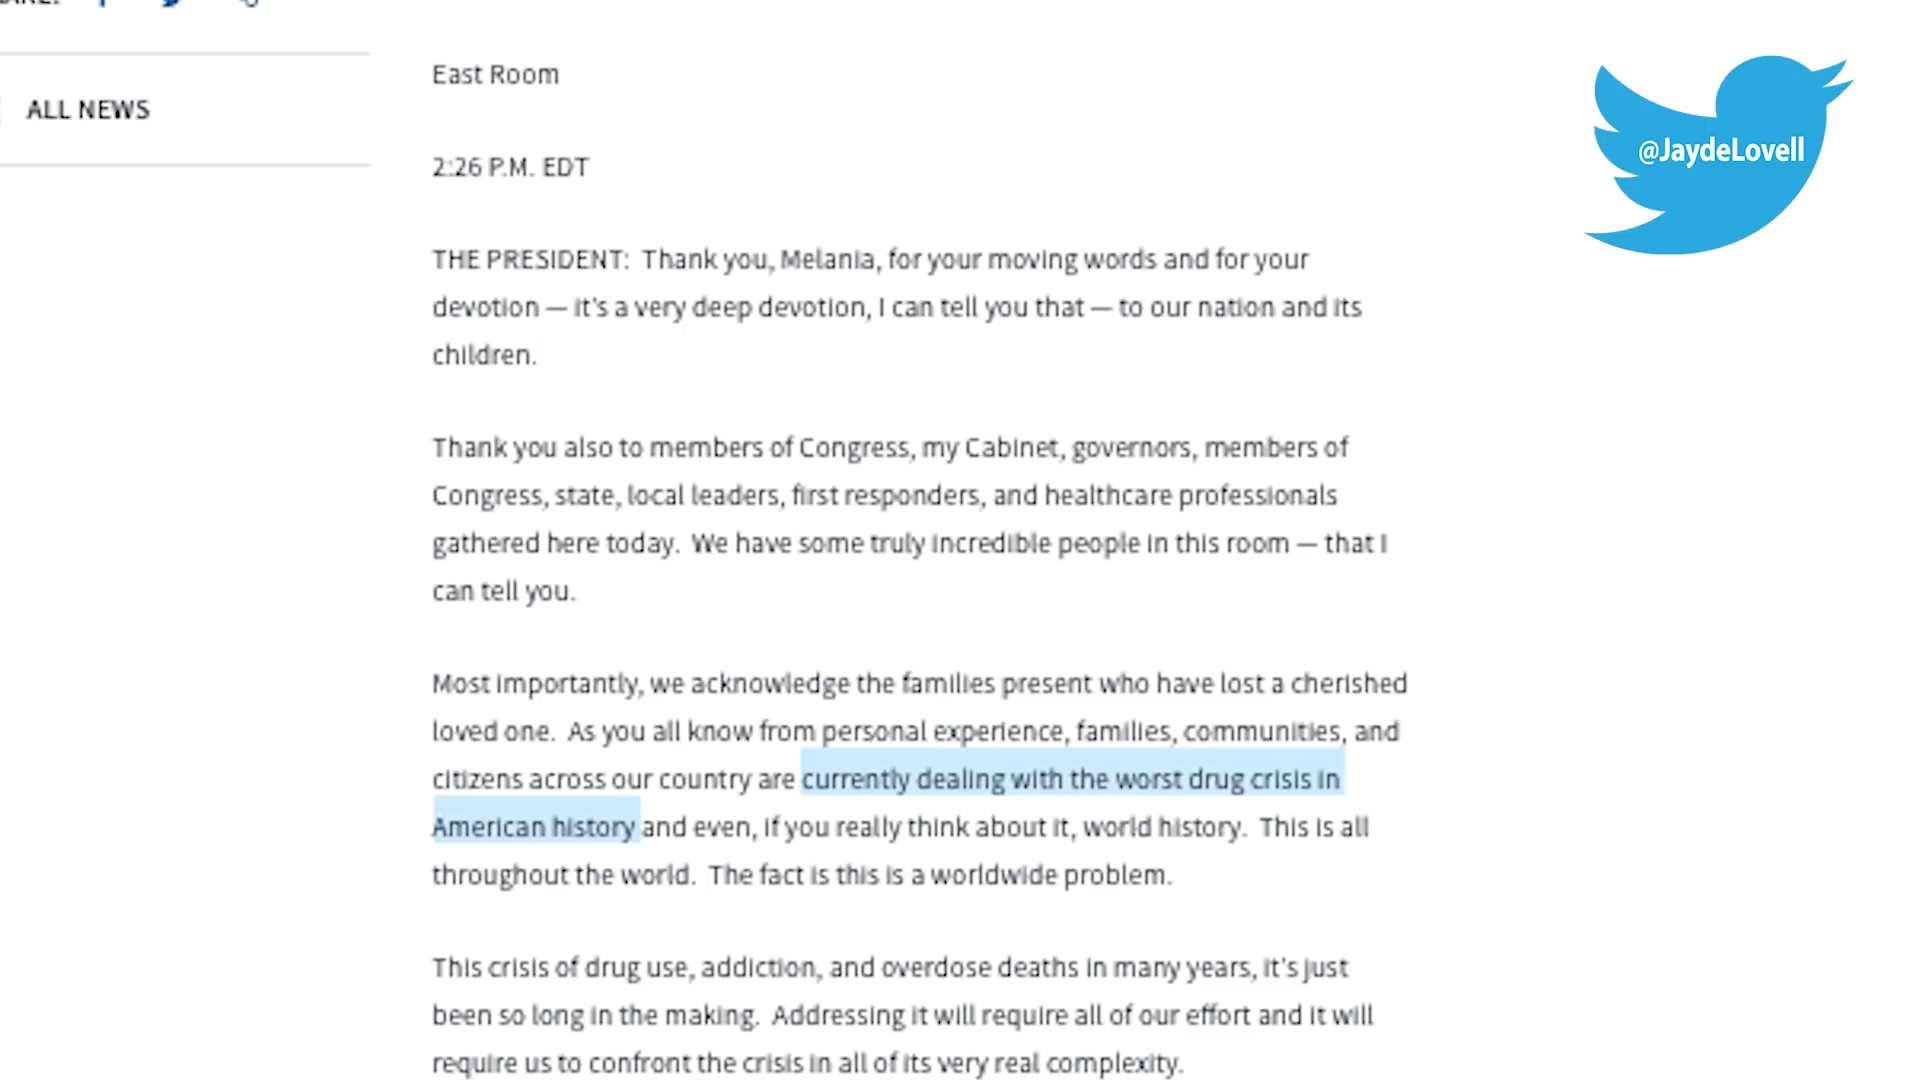 ALL NEWS
East Room
2:26 P.M. EDT
THE PRESIDENT: Thank you, Melania, for your moving words and for your
devotion — it's a very deep devotion, I can tell you that — to our nation and its
children.
Thank you also to members of Congress, my Cabinet, governors, members of
Congress, state, local leaders, first responders, and healthcare professionals
gathered here today. We have some truly incredible people in this room — that I
can tell you.
Most importantly, we acknowledge the families present who have lost a cherished
loved one. As you all know from personal experience, families, communities, and
citizens across our country are currently dealing with the worst drug crisis in
American history and even, if you really think about it, world history. This is all
throughout the world. The fact is this is a worldwide problem.
This crisis of drug use, addiction, and overdose deaths in many years, it's just
been so long in the making. Addressing it will require all of our effort and it will
require us to confront the crisis in all of its very real complexity.
@JaydeLovell